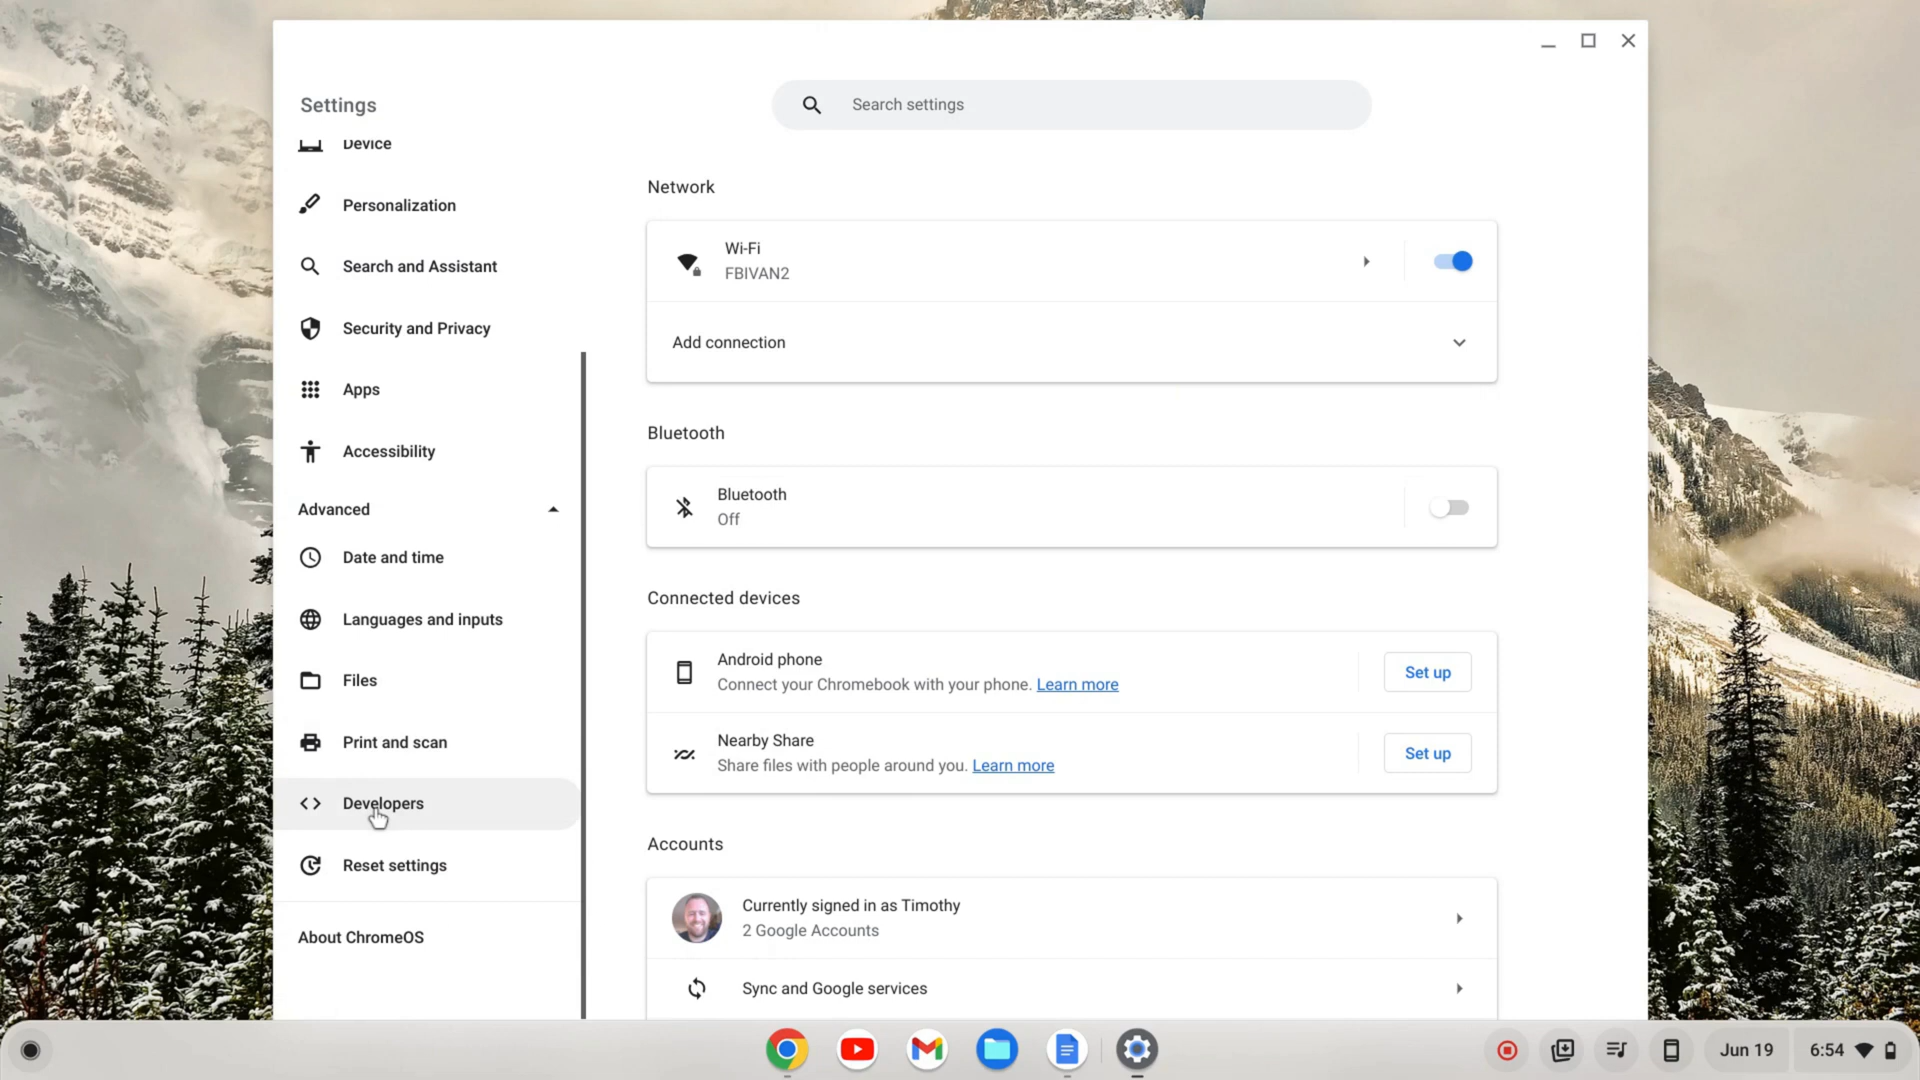 Settings
Search settings
Device
Personalization
Search and Assistant
Security and Privacy
Apps
Accessibility
Advanced
Date and time
Languages and inputs
Files
Print and scan
Developers
Reset settings
About ChromeOS
Network
Wi-Fi
FBIVAN2
Add connection
Bluetooth
Bluetooth
Off
Connected devices
Android phone
Connect your Chromebook with your phone. Learn more
Set up
Nearby Share
Share files with people around you. Learn more
Set up
Accounts
Currently signed in as Timothy
2 Google Accounts
Sync and Google services
Jun 19
6:54